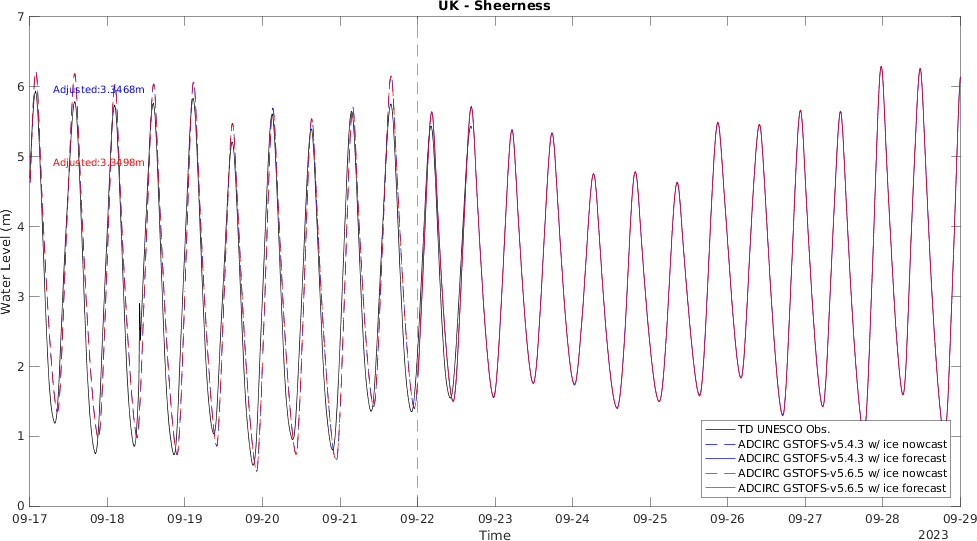 UK - Sheerness
7
6
5
4
3
2
1
0
Water Level (m)
Adjusted:3.3468m
Adjusted:3.3498m
TD UNESCO Obs.
ADCIRC GSTOFS-v5.4.3 w/ ice nowcast
ADCIRC GSTOFS-v5.4.3 w/ ice forecast
ADCIRC GSTOFS-v5.6.5 w/ ice nowcast
ADCIRC GSTOFS-v5.6.5 w/ ice forecast
09-17 09-18 09-19 09-20 09-21 09-22 09-23 09-24 09-25 09-26 09-27 09-28 09-29
Time
2023